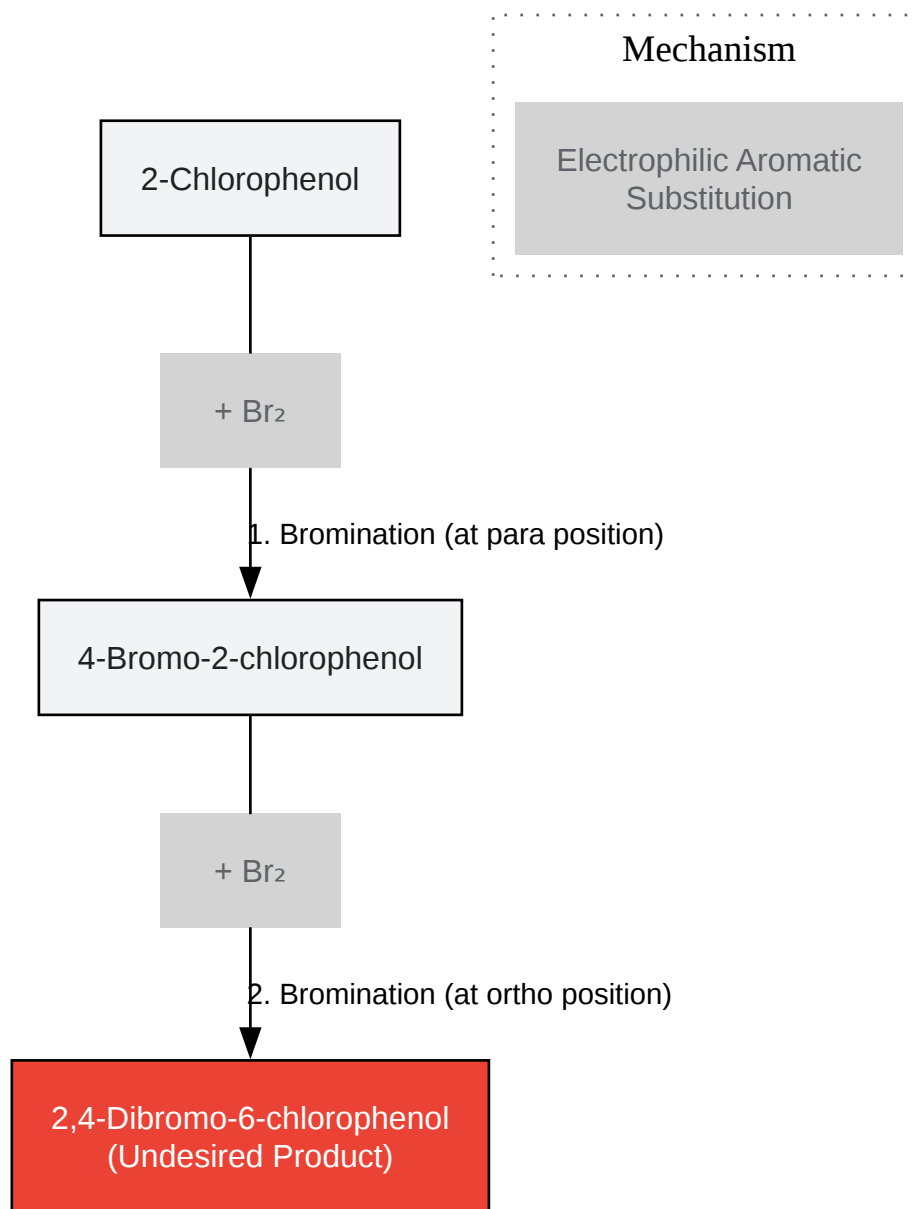 Mechanism
Electrophilic Aromatic
Substitution
2-Chlorophenol
+ Br₂
1. Bromination (at para position)
4-Bromo-2-chlorophenol
+ Br₂
2. Bromination (at ortho position)
2,4-Dibromo-6-chlorophenol
(Undesired Product)